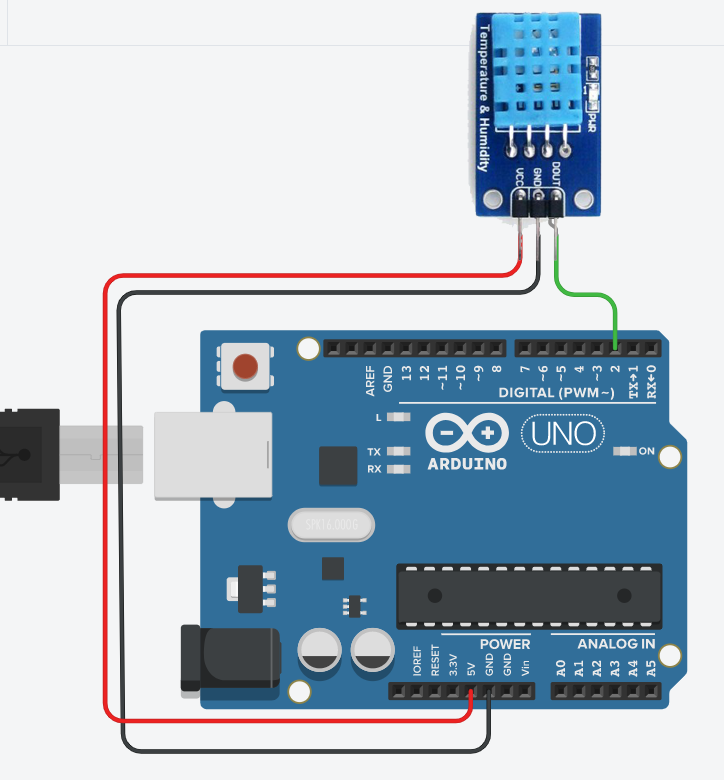 Temperature & Humidity
PWR
VCC
GND
DOUT
AREF
GND
13
12
~11
~10
~9
8
7
~6
~5
4
~3
2
TX→1
RX←0
DIGITAL (PWM ~)
L
TX
RX
ARDUINO
UNO
ON
POWER
ANALOG IN
IOREF
RESET
3.3V
5V
GND
GND
Vin
A0
A1
A2
A3
A4
A5